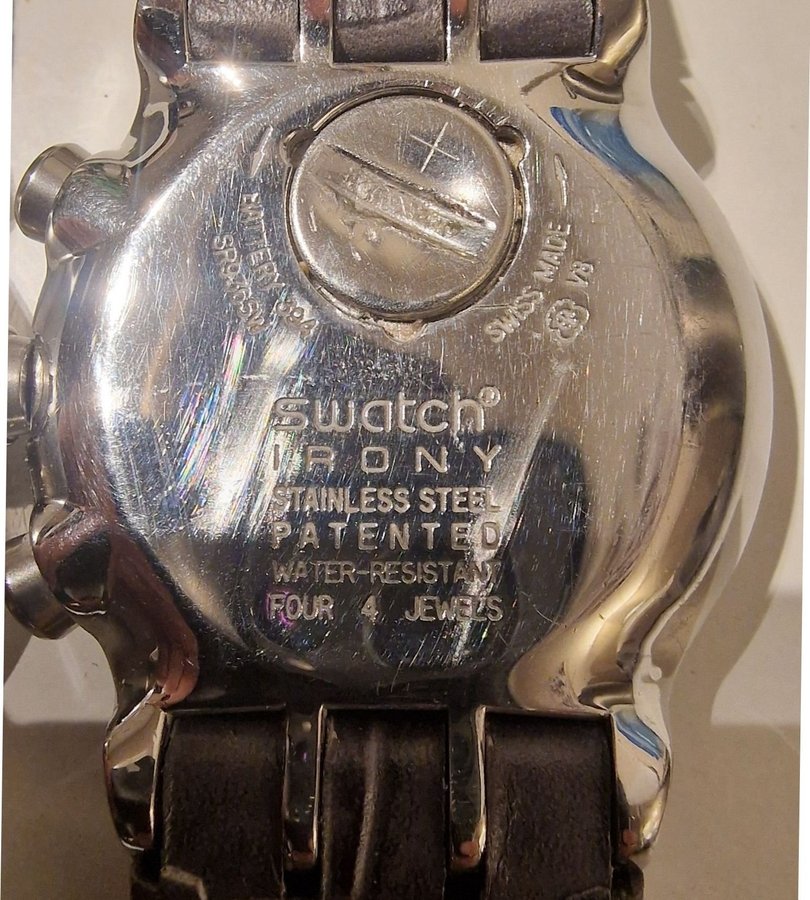 +
BATTERY 394
SR936SW
SWISS MADE
V8
swatch®
IRONY
STAINLESS STEEL
PATENTED
WATER-RESISTANT
FOUR 4 JEWELS